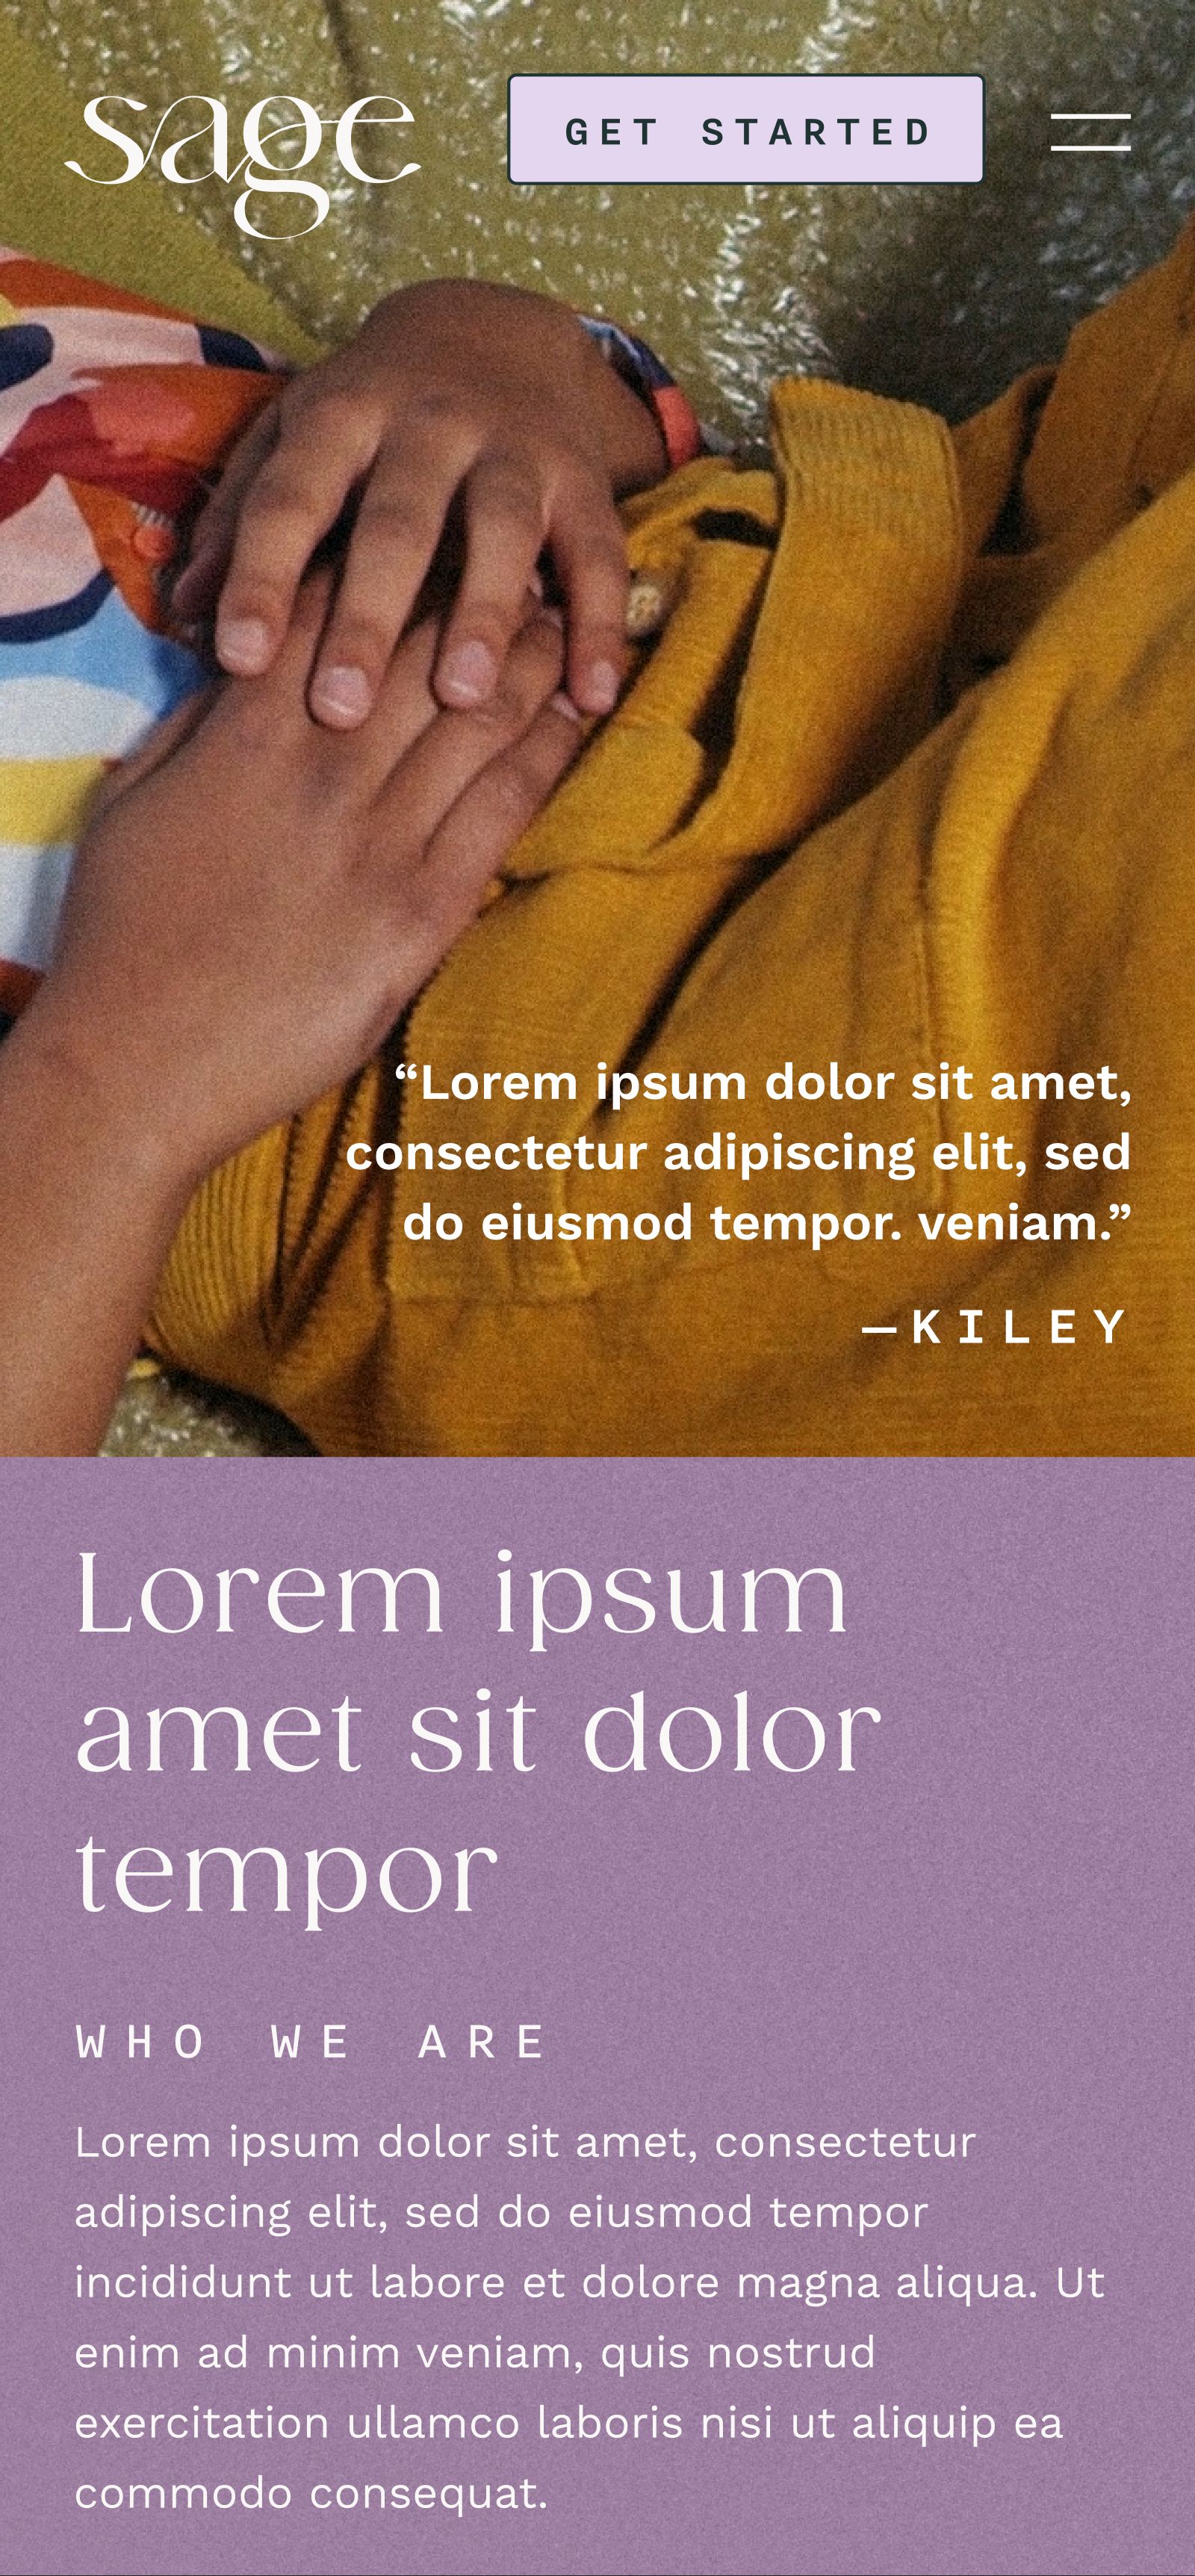 sage
GET STARTED
“Lorem ipsum dolor sit amet,
consectetur adipiscing elit, sed
do eiusmod tempor. veniam.”
—KILEY
Lorem ipsum
amet sit dolor
tempor
WHO WE ARE
Lorem ipsum dolor sit amet, consectetur
adipiscing elit, sed do eiusmod tempor
incididunt ut labore et dolore magna aliqua. Ut
enim ad minim veniam, quis nostrud
exercitation ullamco laboris nisi ut aliquip ea
commodo consequat.